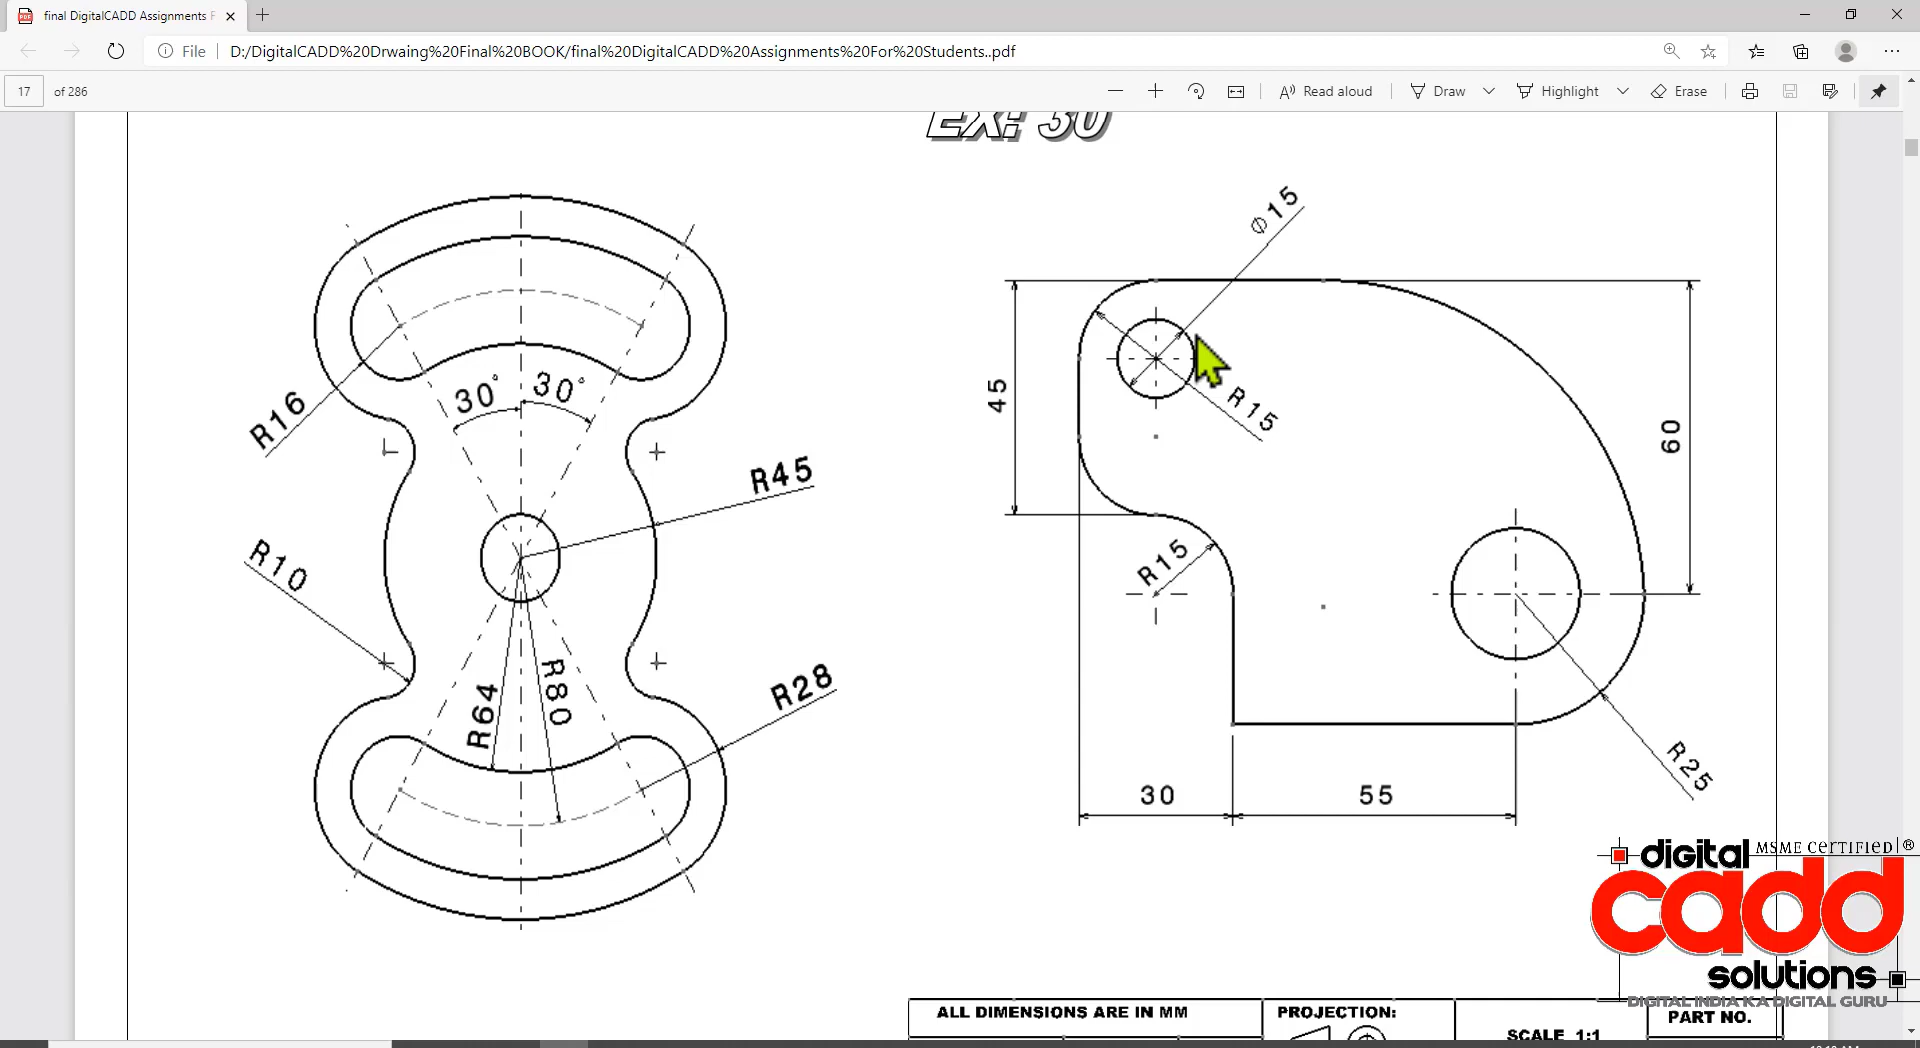 final DigitalCADD Assignments F
File
D:/DigitalCADD%20Drwaing%20Final%20BOOK/final%20DigitalCADD%20Assignments%20For%20Students..pdf
17 of 286
Read aloud
Draw
Highlight
Erase
EX: 30
R16
30°
30°
R45
R10
R64
R80
R28
Ø15
45
R15
60
R15
30
55
R25
digital MSME CERTIFIED ®
cadd
solutions
DIGITAL INDIA KA DIGITAL GURU
ALL DIMENSIONS ARE IN MM
PROJECTION:
SCALE 1:1
PART NO.